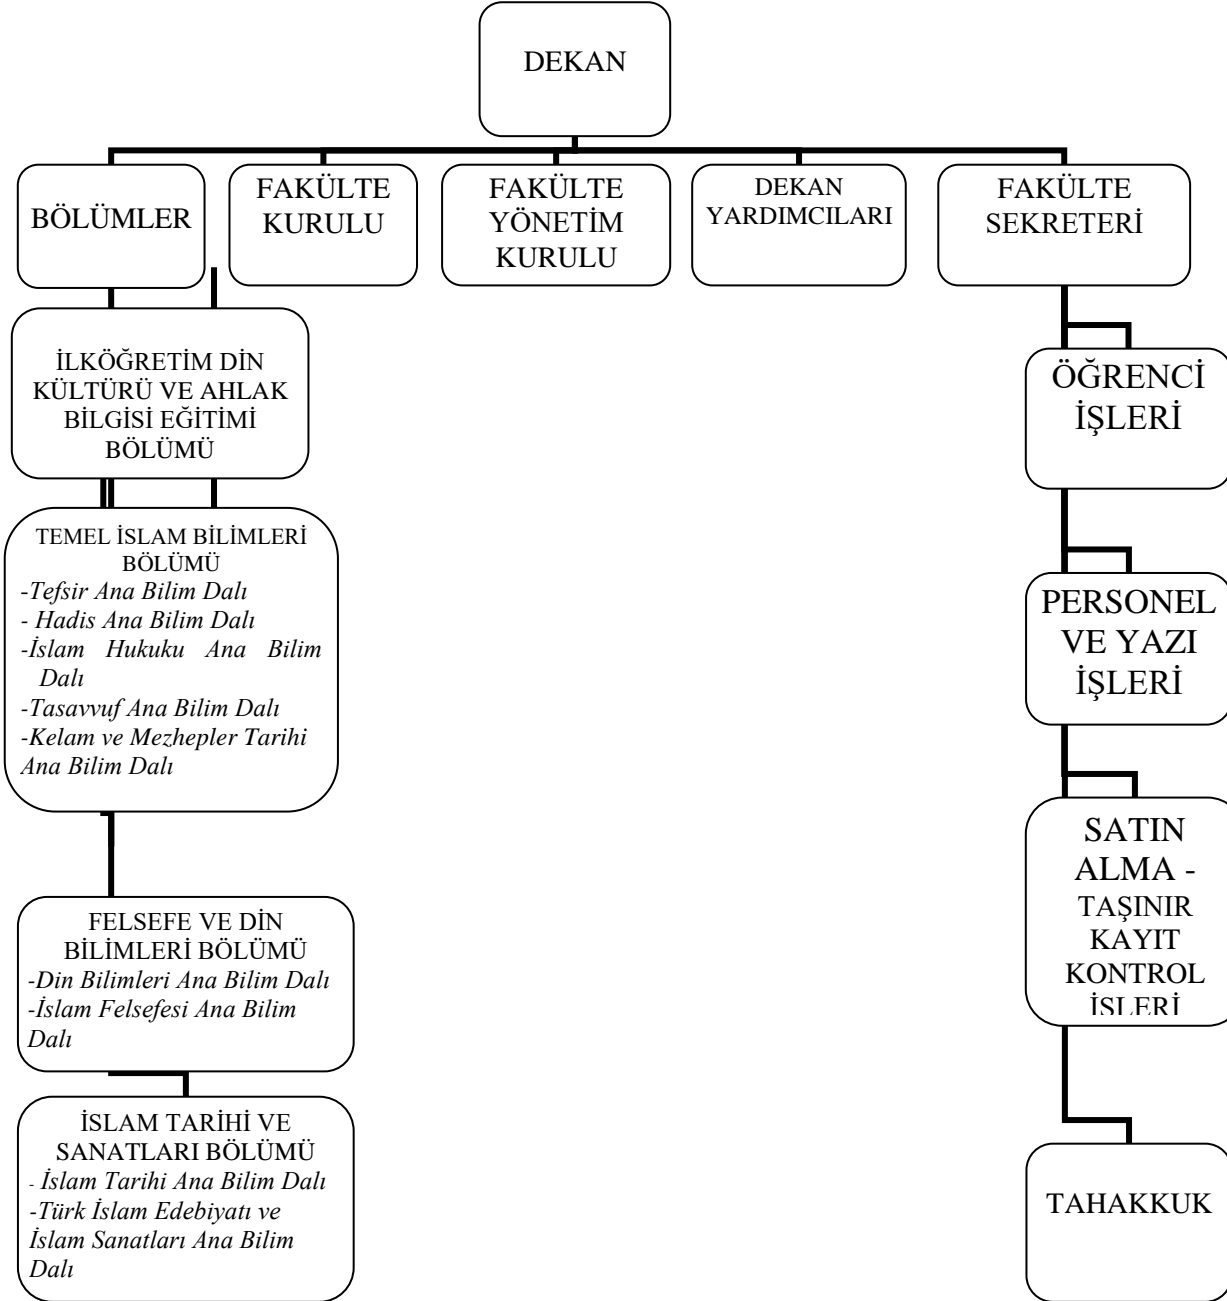 DEKAN
BÖLÜMLER
FAKÜLTE
KURULU
FAKÜLTE
YÖNETİM
KURULU
DEKAN
YARDIMCILARI
FAKÜLTE
SEKRETERİ
İLKÖĞRETİM DİN
KÜLTÜRÜ VE AHLAK
BİLGİSİ EĞİTİMİ
BÖLÜMÜ
TEMEL İSLAM BİLİMLERİ
BÖLÜMÜ
-Tefsir Ana Bilim Dalı
- Hadis Ana Bilim Dalı
-İslam Hukuku Ana Bilim
Dalı
-Tasavvuf Ana Bilim Dalı
-Kelam ve Mezhepler Tarihi
Ana Bilim Dalı
FELSEFE VE DİN
BİLİMLERİ BÖLÜMÜ
-Din Bilimleri Ana Bilim Dalı
-İslam Felsefesi Ana Bilim
Dalı
İSLAM TARİHİ VE
SANATLARI BÖLÜMÜ
- İslam Tarihi Ana Bilim Dalı
-Türk İslam Edebiyatı ve
İslam Sanatları Ana Bilim
Dalı
ÖĞRENCİ
İŞLERİ
PERSONEL
VE YAZI
İŞLERİ
SATIN
ALMA -
TAŞINIR
KAYIT
KONTROL
İŞLERİ
TAHAKKUK